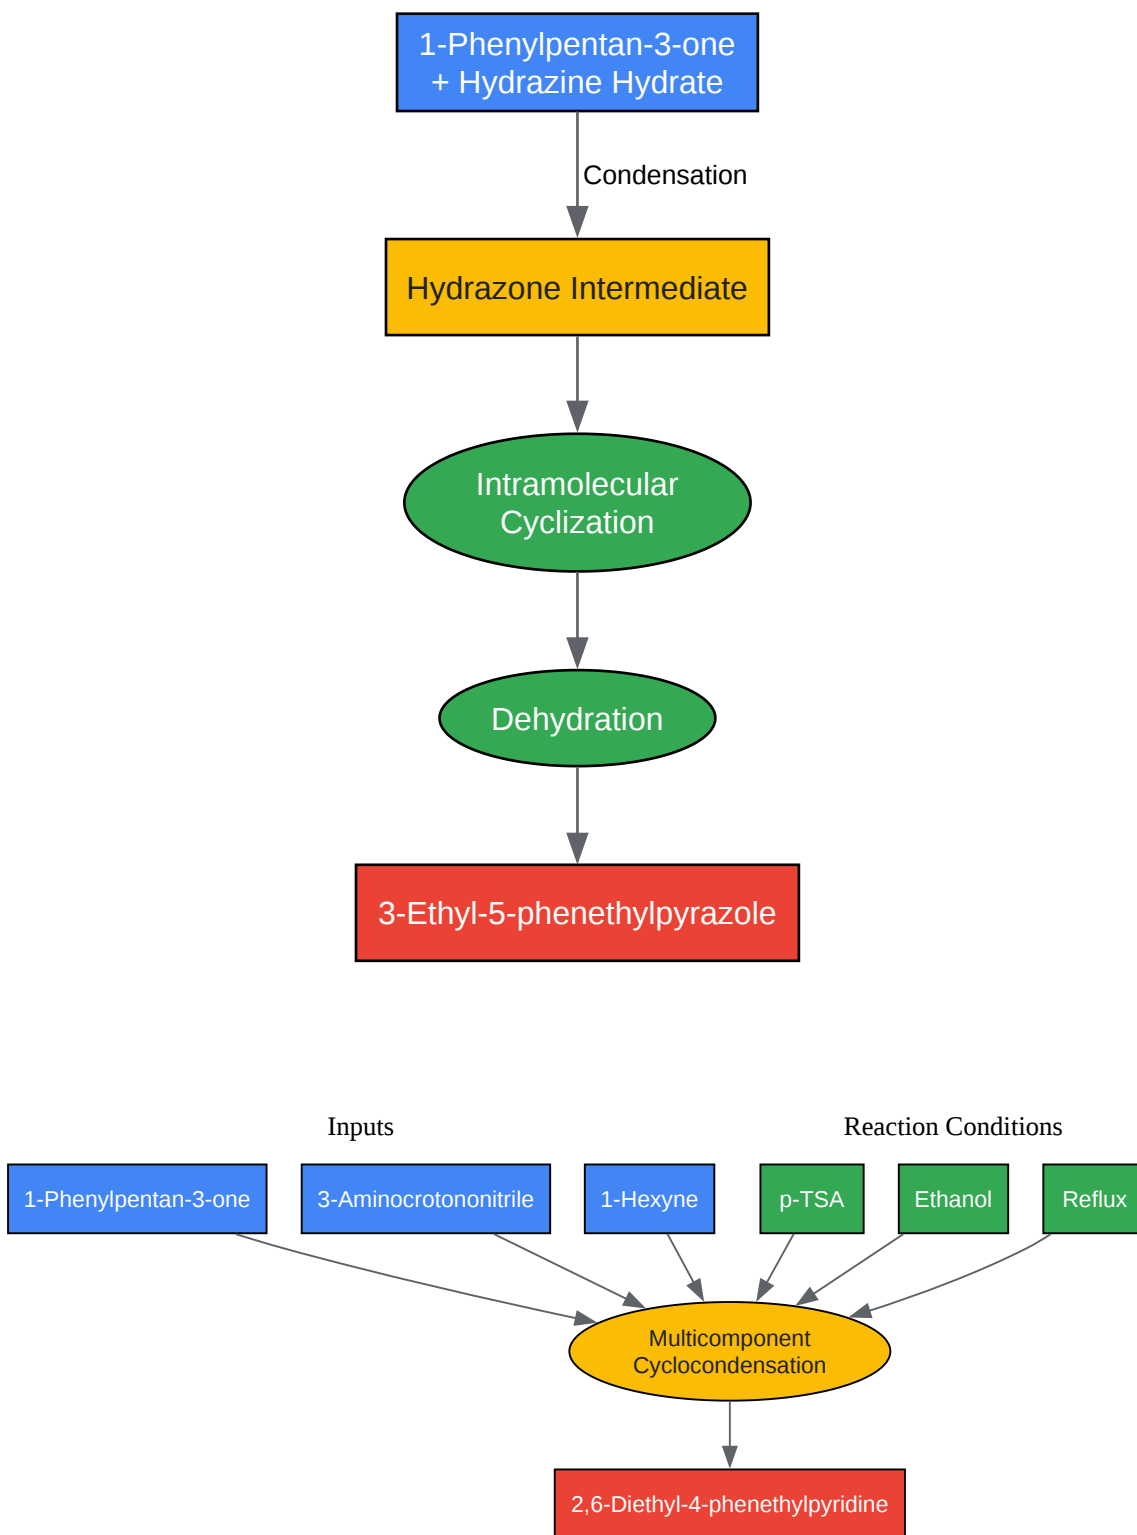 1-Phenylpentan-3-one
+ Hydrazine Hydrate
Condensation
Hydrazone Intermediate
Intramolecular
Cyclization
Dehydration
3-Ethyl-5-phenethylpyrazole
Inputs
Reaction Conditions
1-Phenylpentan-3-one
3-Aminocrotononitrile
1-Hexyne
p-TSA
Ethanol
Reflux
Multicomponent
Cyclocondensation
2,6-Diethyl-4-phenethylpyridine